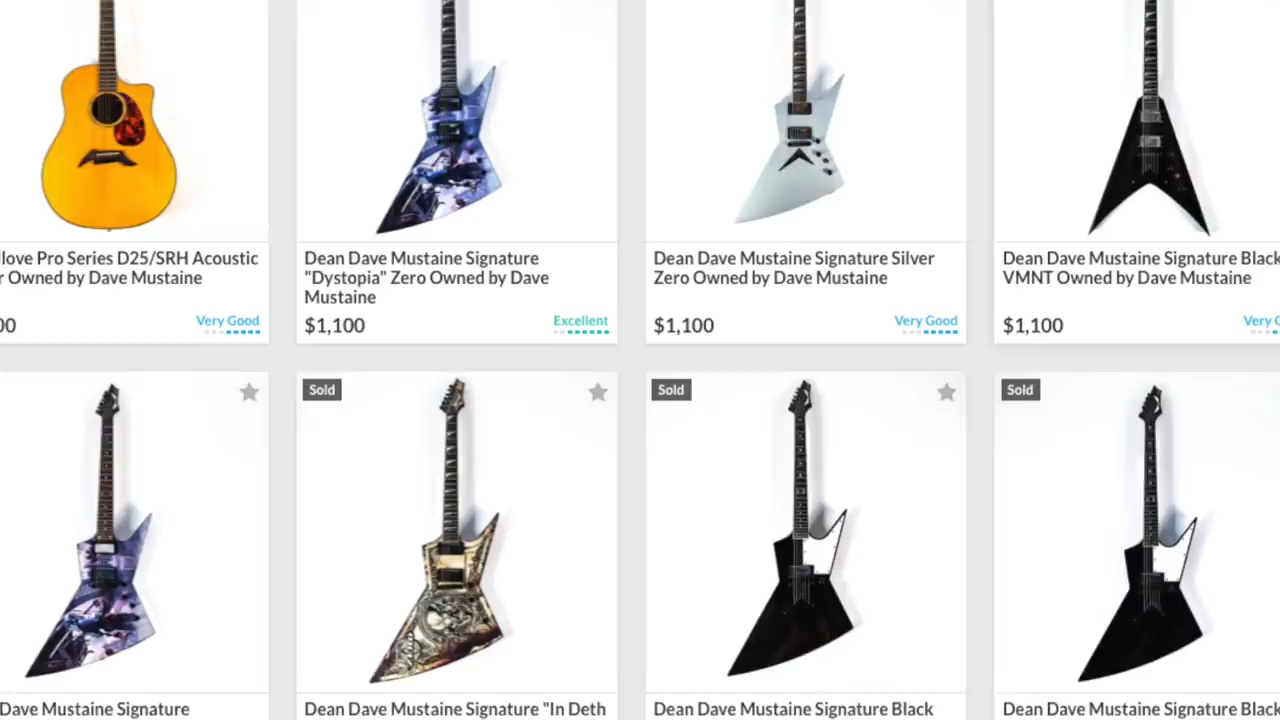 llove Pro Series D25/SRH Acoustic
r Owned by Dave Mustaine
00
Very Good
Dean Dave Mustaine Signature
"Dystopia" Zero Owned by Dave
Mustaine
$1,100
Excellent
Dean Dave Mustaine Signature Silver
Zero Owned by Dave Mustaine
$1,100
Very Good
Dean Dave Mustaine Signature Black
VMNT Owned by Dave Mustaine
$1,100
Very G
Dave Mustaine Signature
Sold
Dean Dave Mustaine Signature "In Deth
Sold
Dean Dave Mustaine Signature Black
Sold
Dean Dave Mustaine Signature Black